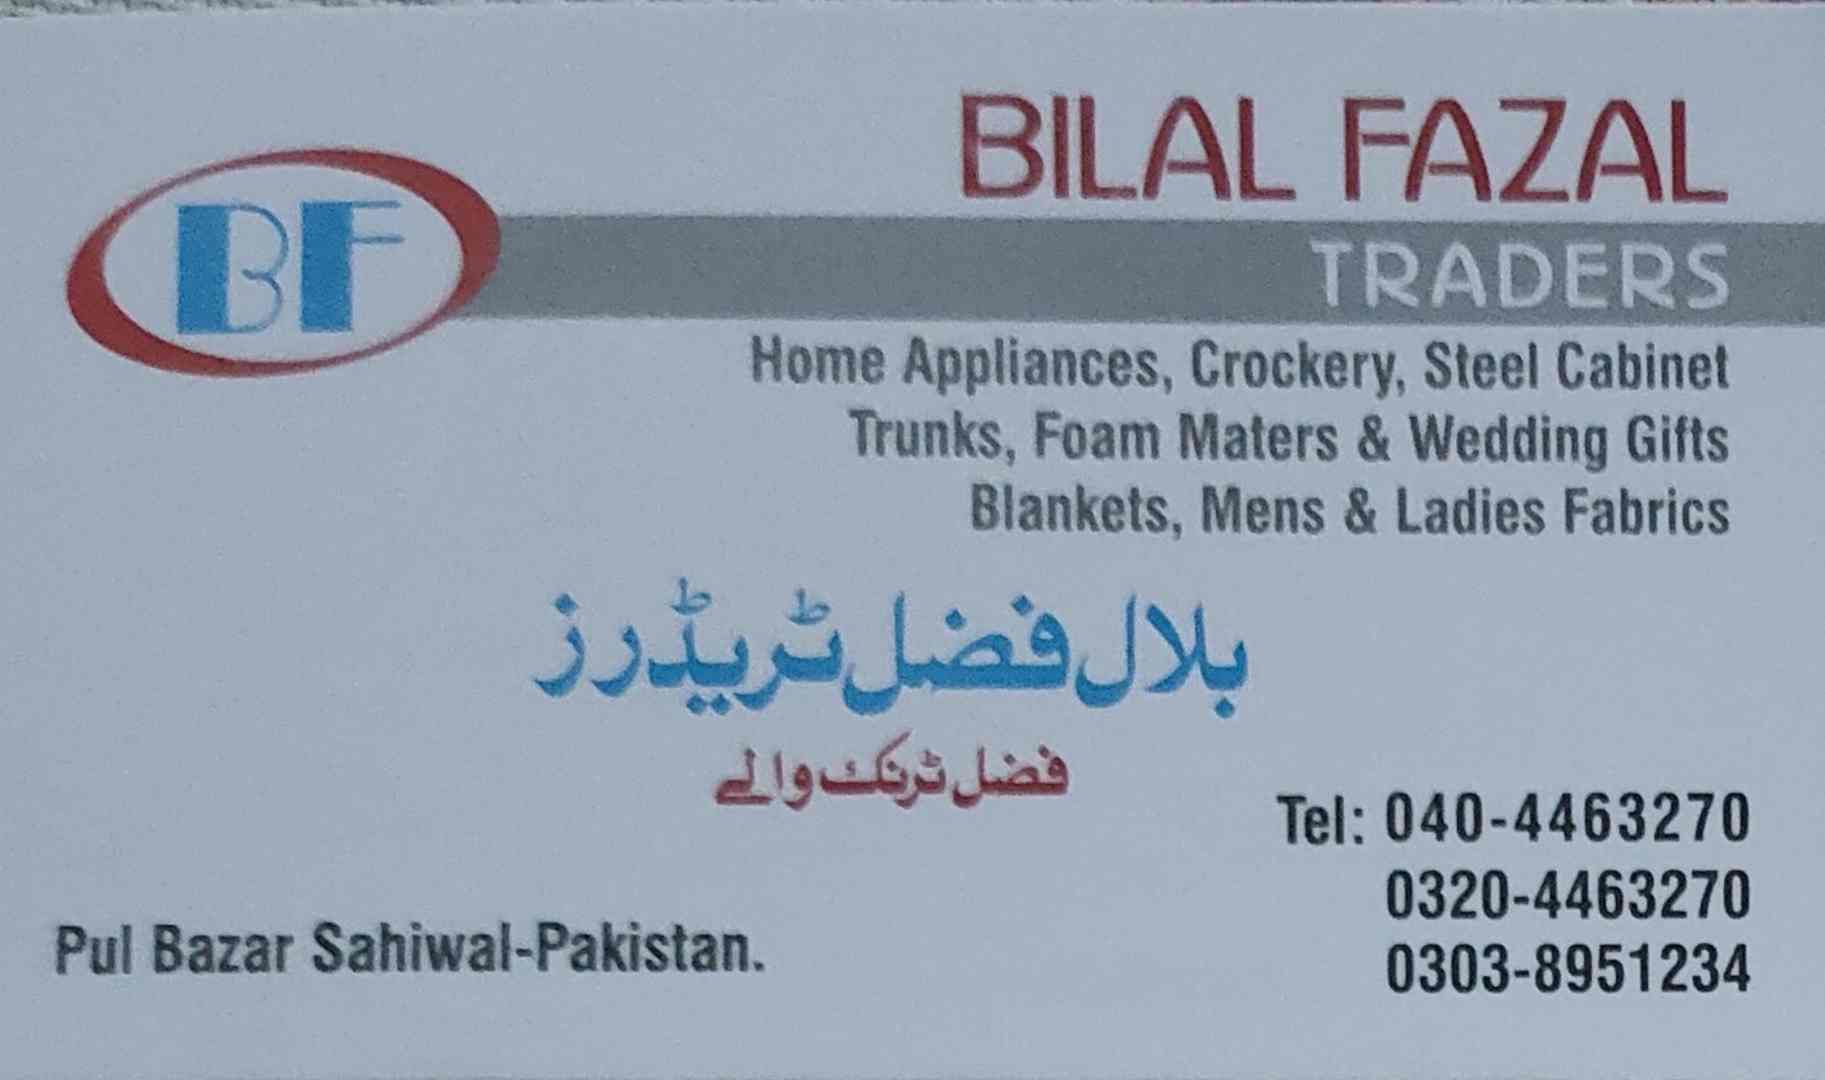 BF
BILAL FAZAL
TRADERS
Home Appliances, Crockery, Steel Cabinet
Trunks, Foam Maters & Wedding Gifts
Blankets, Mens & Ladies Fabrics
بلال فضل ٹریڈرز
فضل ٹرنک والے
Tel: 040-4463270
0320-4463270
0303-8951234
Pul Bazar Sahiwal-Pakistan.